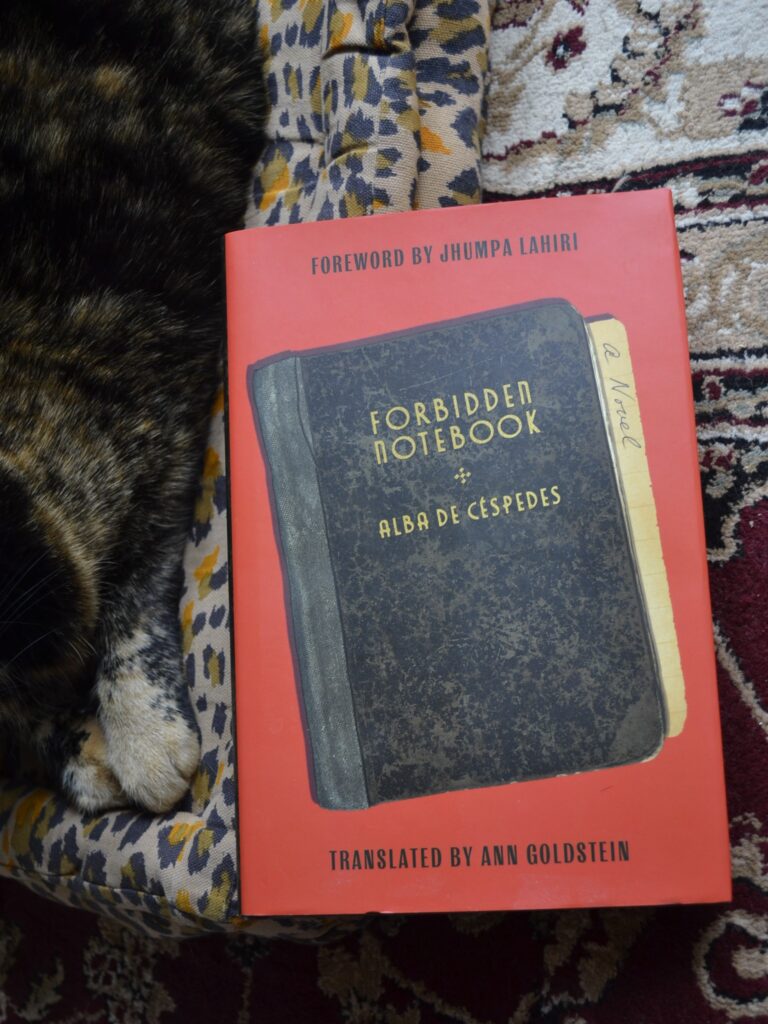 FOREWORD BY JHUMPA LAHIRI
a Novel
FORBIDDEN
NOTEBOOK
ALBA DE CÉSPEDES
TRANSLATED BY ANN GOLDSTEIN